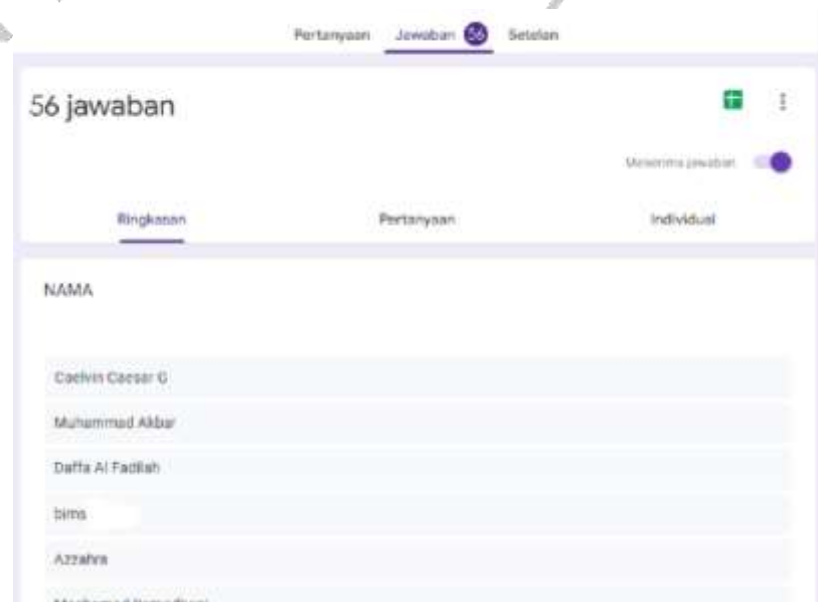 Pertanyaan Jawaban 56 Setelan
56 jawaban
Menerima jawaban
Ringkasan Pertanyaan Individual
NAMA
Caelvin Caesar G
Muhammad Akbar
Daffa Al Fadilah
bims
Azzahra